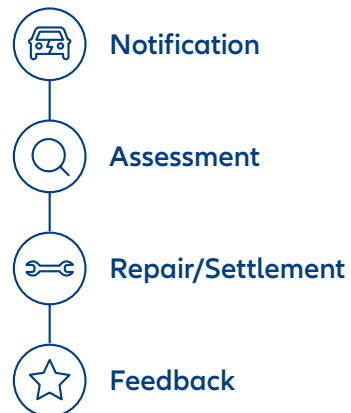 Notification
Assessment
Repair/Settlement
Feedback